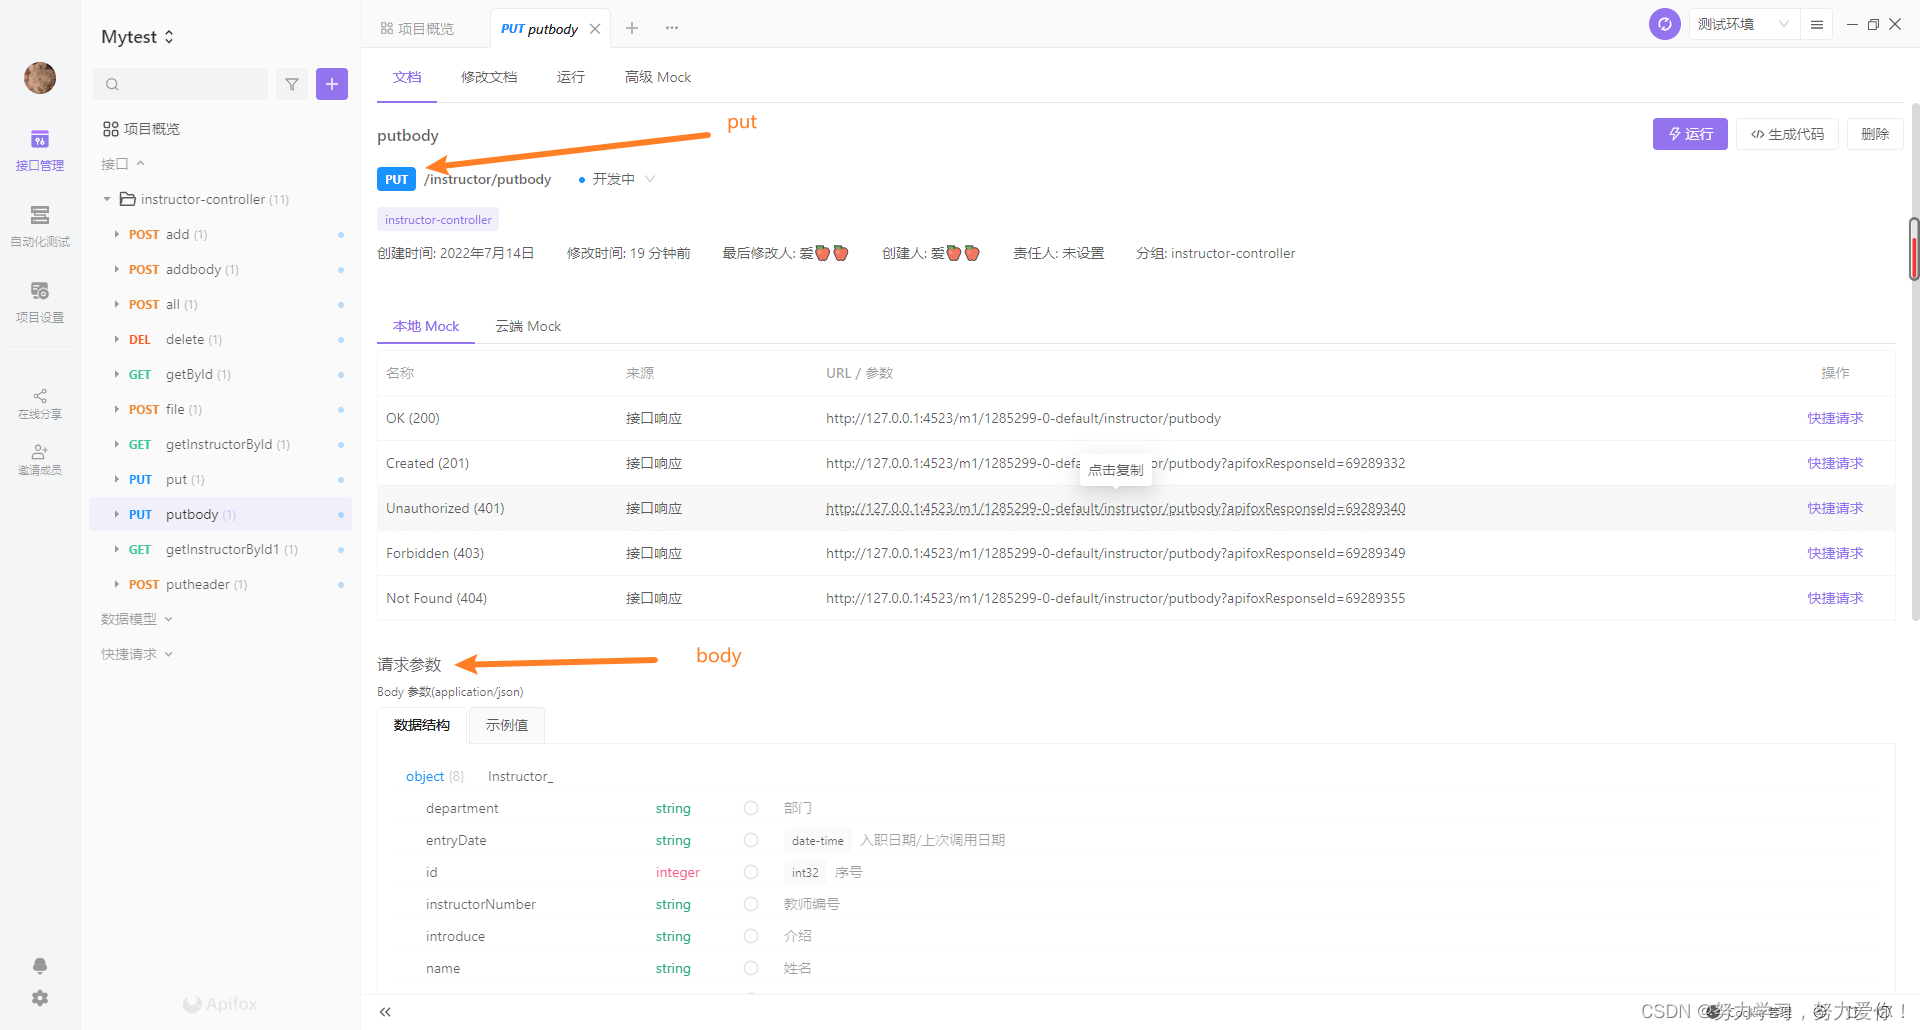 Mytest
项目概览
PUT putbody
测试环境
文档
修改文档
运行
高级 Mock
接口管理
自动化测试
项目设置
在线分享
邀请成员
项目概览
接口
instructor-controller (11)
POST add (1)
POST addbody (1)
POST all (1)
DEL delete (1)
GET getById (1)
POST file (1)
GET getInstructorById (1)
PUT put (1)
PUT putbody (1)
GET getInstructorById1 (1)
POST putheader (1)
数据模型
快捷请求
Apifox
putbody
put
运行
生成代码
删除
PUT /instructor/putbody 开发中
instructor-controller
创建时间: 2022年7月14日 修改时间: 19 分钟前 最后修改人: 爱🍎🍎 创建人: 爱🍎🍎 责任人: 未设置 分组: instructor-controller
本地 Mock 云端 Mock
名称 来源 URL / 参数 操作
OK (200) 接口响应 http://127.0.0.1:4523/m1/1285299-0-default/instructor/putbody 快捷请求
Created (201) 接口响应 http://127.0.0.1:4523/m1/1285299-0-defa tor/putbody?apifoxResponseId=69289332 快捷请求
点击复制
Unauthorized (401) 接口响应 http://127.0.0.1:4523/m1/1285299-0-default/instructor/putbody?apifoxResponseId=69289340 快捷请求
Forbidden (403) 接口响应 http://127.0.0.1:4523/m1/1285299-0-default/instructor/putbody?apifoxResponseId=69289349 快捷请求
Not Found (404) 接口响应 http://127.0.0.1:4523/m1/1285299-0-default/instructor/putbody?apifoxResponseId=69289355 快捷请求
请求参数
body
Body 参数(application/json)
数据结构 示例值
object {8} Instructor_
department string 部门
entryDate string date-time 入职日期/上次调用日期
id integer int32 序号
instructorNumber string 教师编号
introduce string 介绍
name string 姓名
CSDN @努力学习，努力爱你！